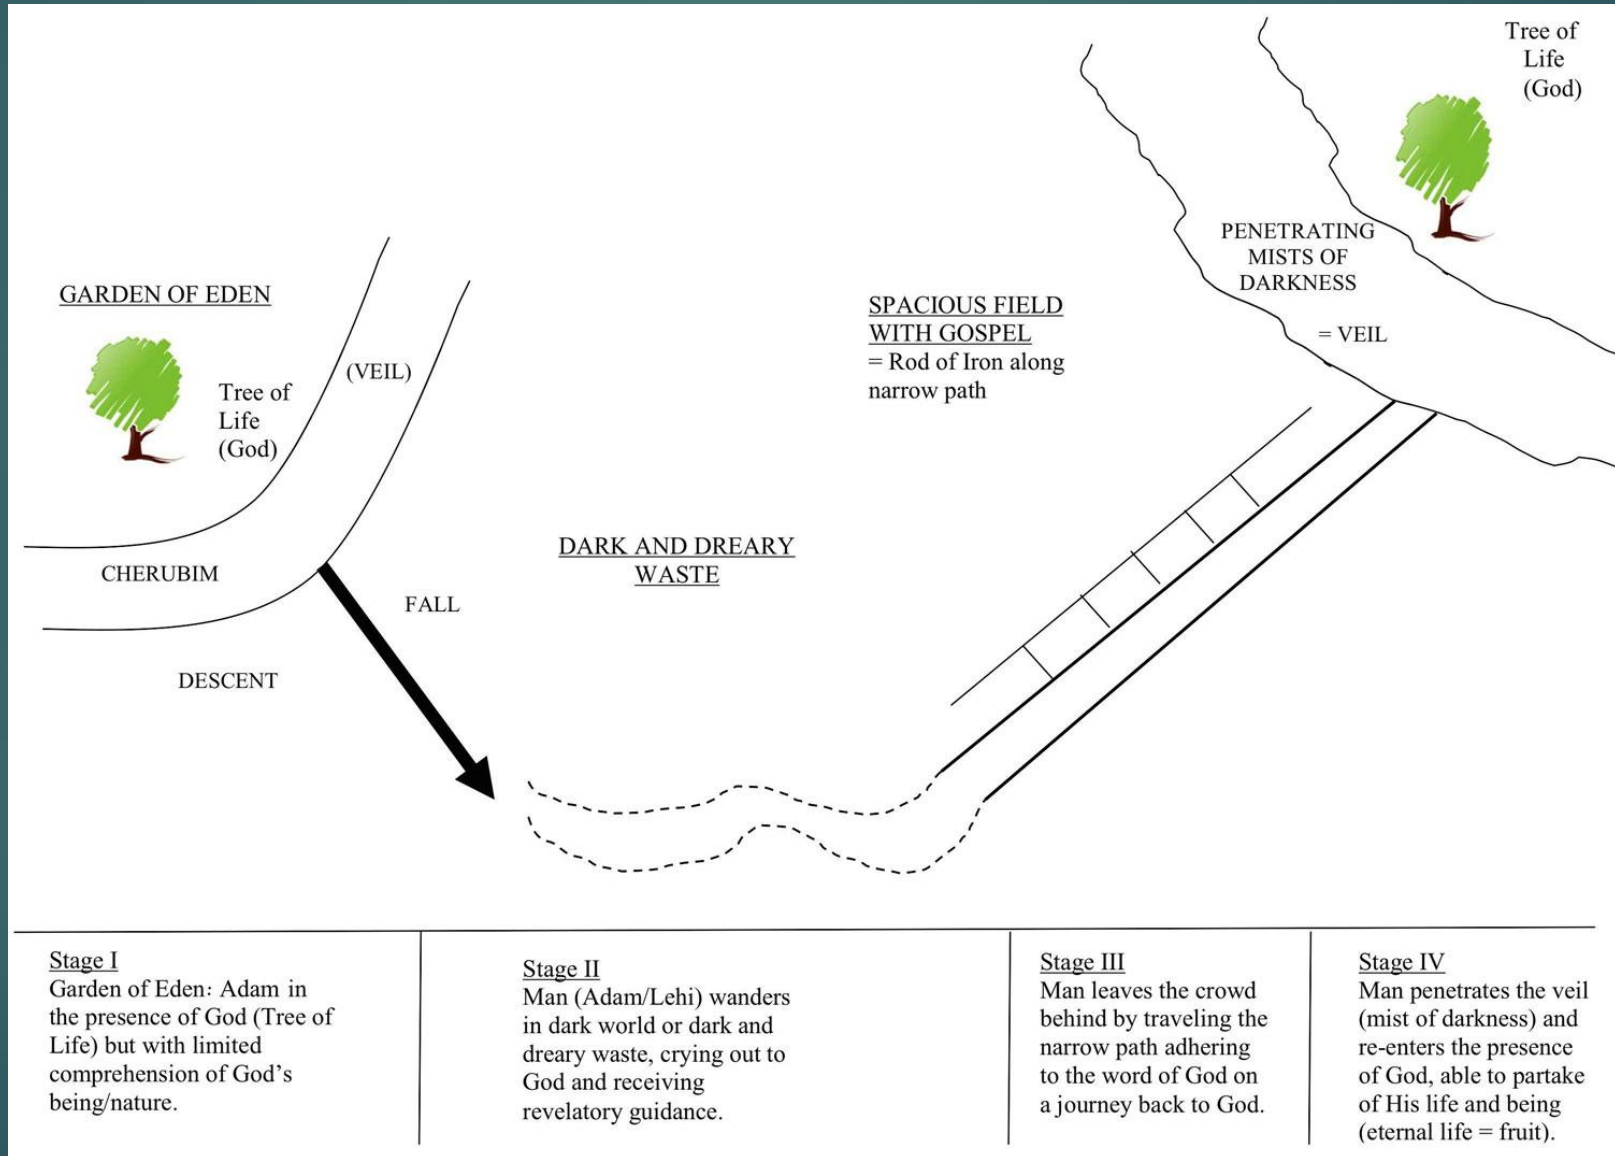 Tree of
Life
(God)
PENETRATING
MISTS OF
DARKNESS
= VEIL
GARDEN OF EDEN
Tree of
Life
(God)
(VEIL)
SPACIOUS FIELD
WITH GOSPEL
= Rod of Iron along
narrow path
CHERUBIM
FALL
DARK AND DREARY
WASTE
DESCENT
Stage I
Garden of Eden: Adam in
the presence of God (Tree of
Life) but with limited
comprehension of God’s
being/nature.
Stage II
Man (Adam/Lehi) wanders
in dark world or dark and
dreary waste, crying out to
God and receiving
revelatory guidance.
Stage III
Man leaves the crowd
behind by traveling the
narrow path adhering
to the word of God on
a journey back to God.
Stage IV
Man penetrates the veil
(mist of darkness) and
re-enters the presence
of God, able to partake
of His life and being
(eternal life = fruit).